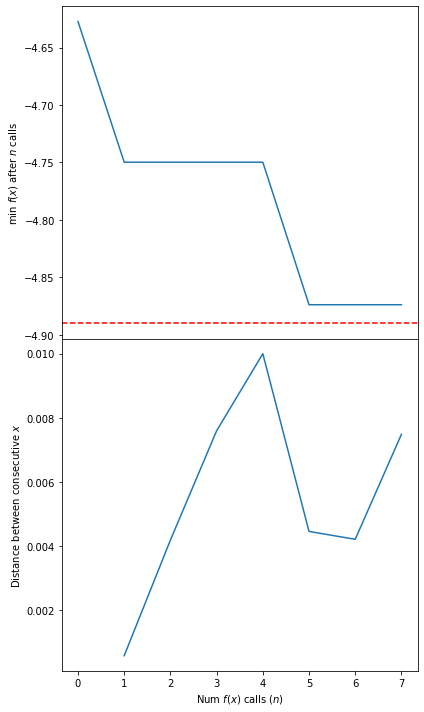 min f(x) after n calls
−4.65
−4.70
−4.75
−4.80
−4.85
−4.90
Distance between consecutive x
0.010
0.008
0.006
0.004
0.002
0 1 2 3 4 5 6 7
Num f(x) calls (n)